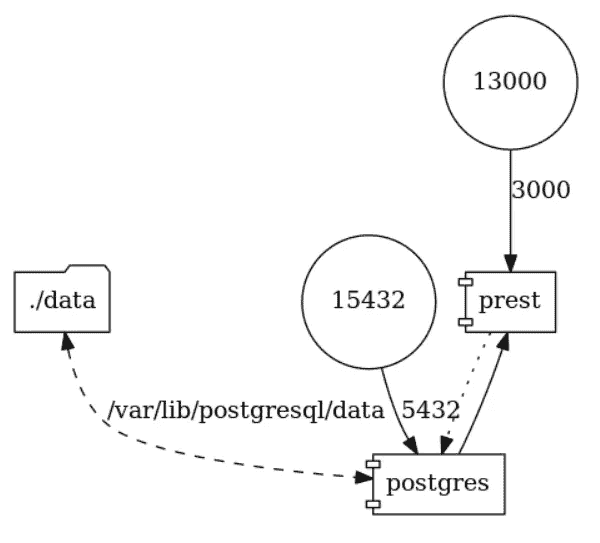 13000
3000
./data
15432
prest
/var/lib/postgresql/data
5432
postgres